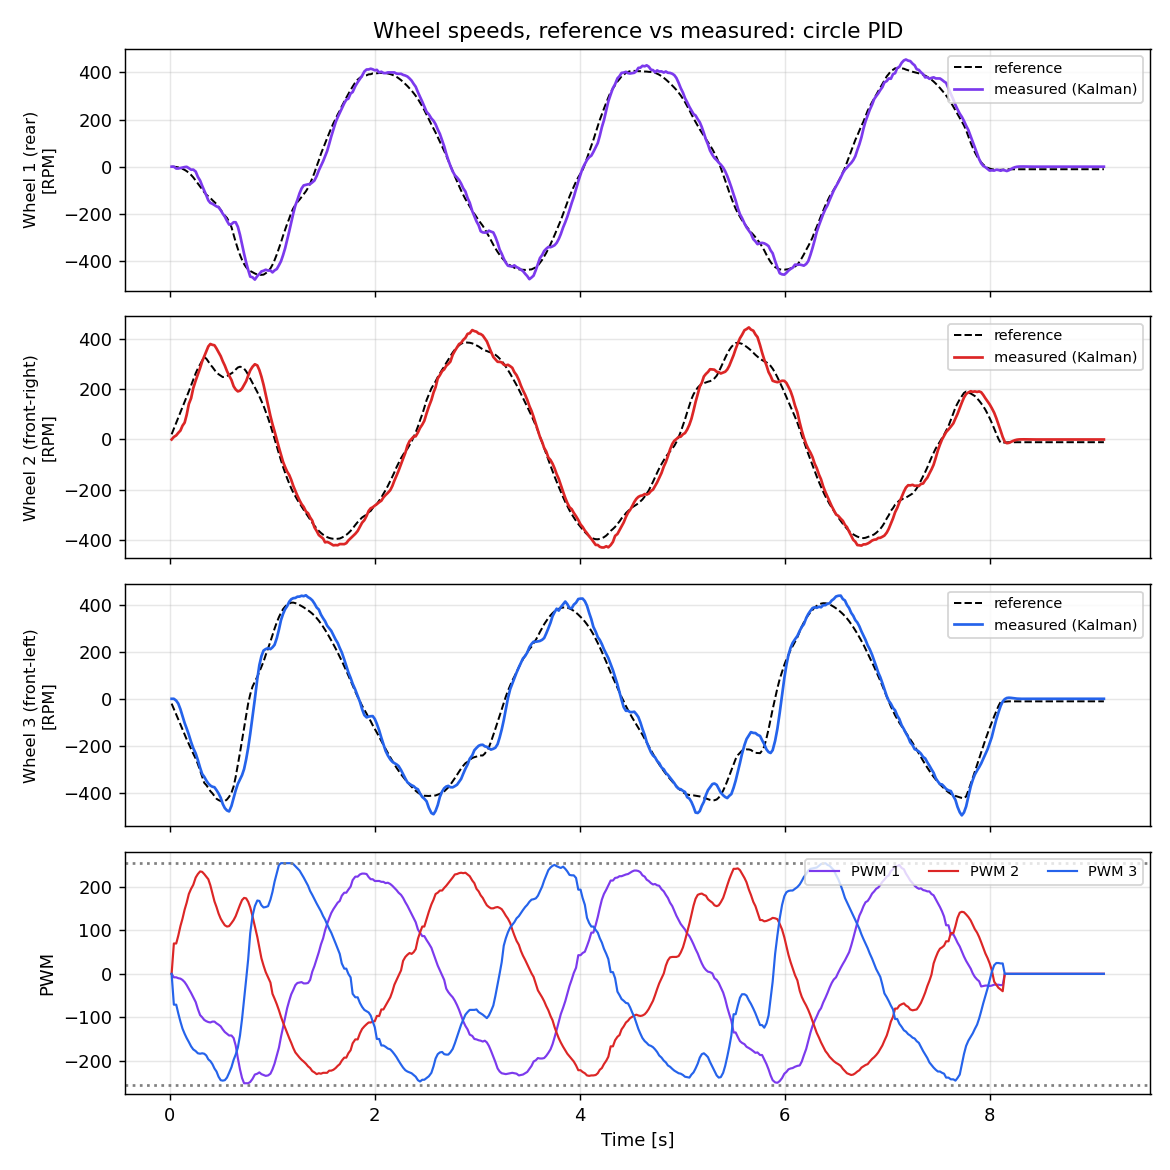 Wheel speeds, reference vs measured: circle PID
Wheel 1 (rear)
[RPM]
400
200
0
−200
−400
reference
measured (Kalman)
Wheel 2 (front-right)
[RPM]
400
200
0
−200
−400
reference
measured (Kalman)
Wheel 3 (front-left)
[RPM]
400
200
0
−200
−400
reference
measured (Kalman)
PWM
200
100
0
−100
−200
PWM 1
PWM 2
PWM 3
0
2
4
6
8
Time [s]